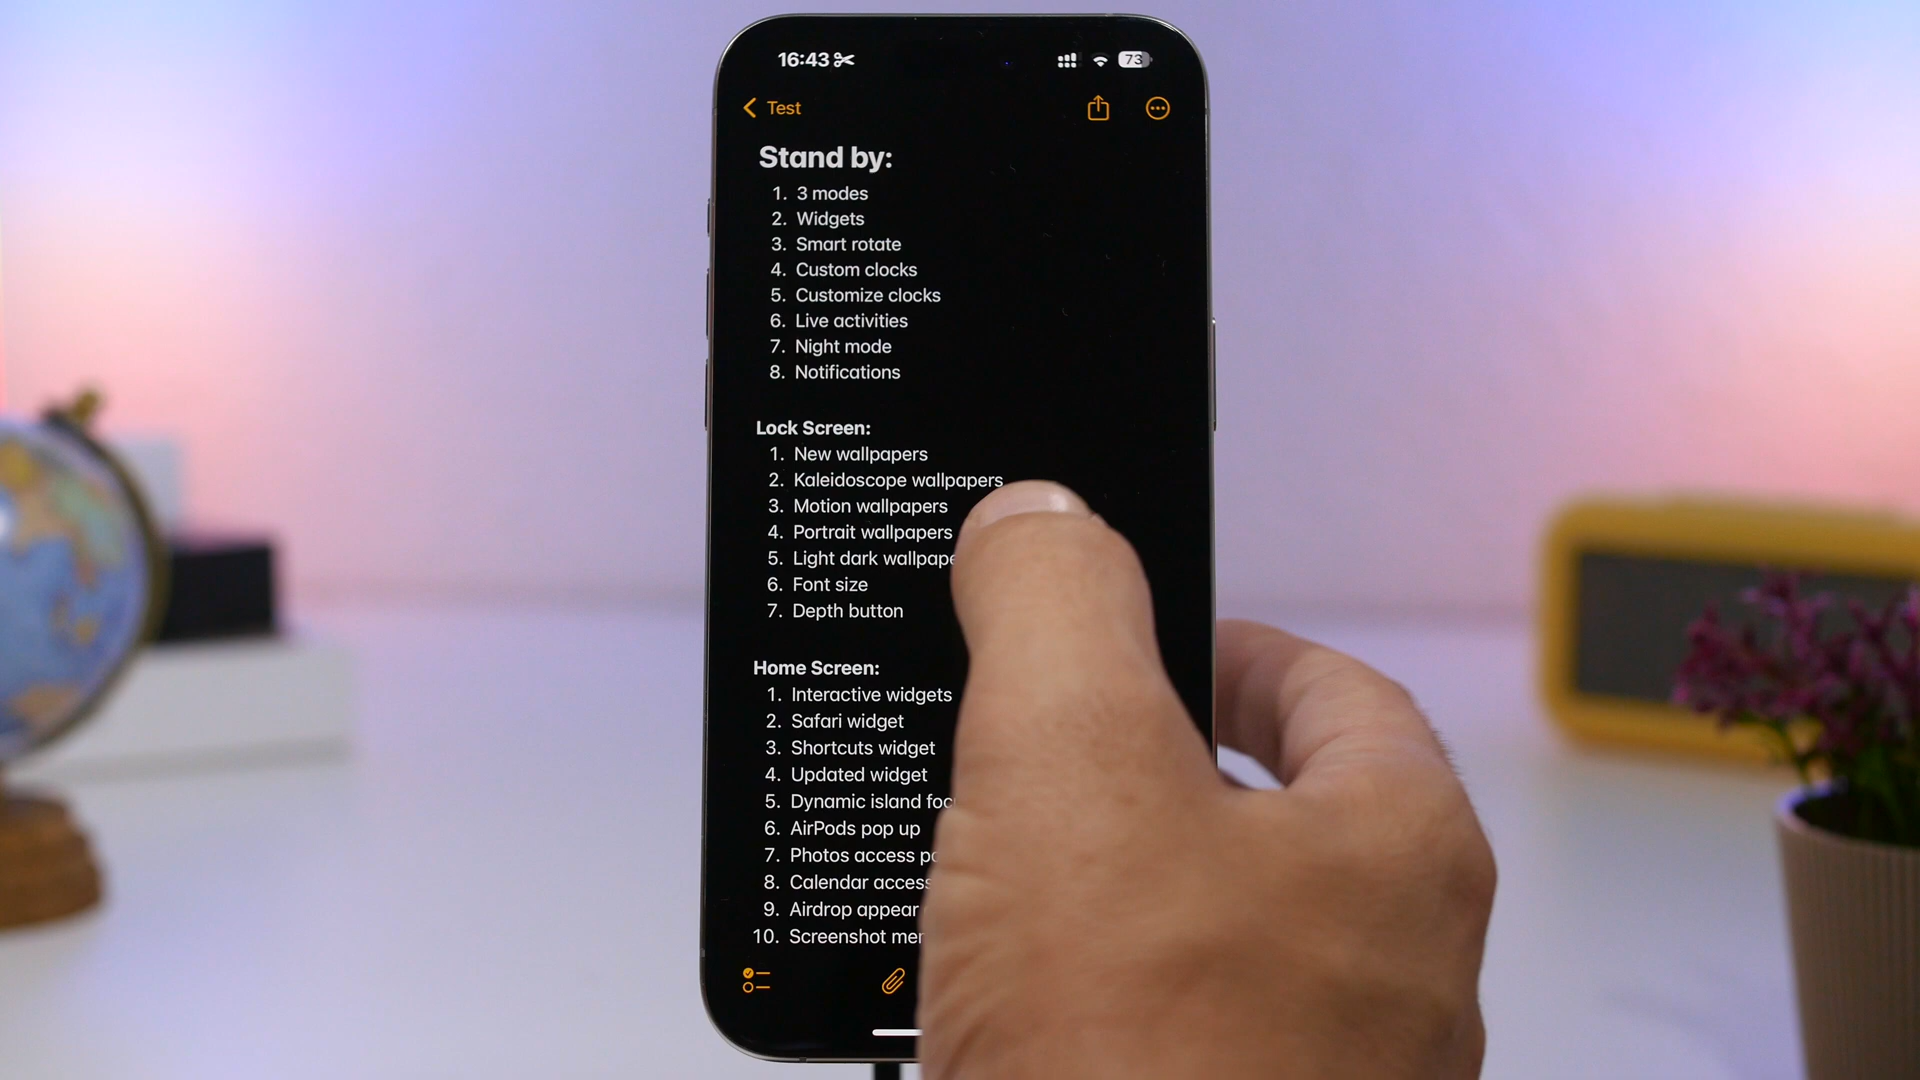 16:43
73
Test
Stand by:
1. 3 modes
2. Widgets
3. Smart rotate
4. Custom clocks
5. Customize clocks
6. Live activities
7. Night mode
8. Notifications
Lock Screen:
1. New wallpapers
2. Kaleidoscope wallpapers
3. Motion wallpapers
4. Portrait wallpapers
5. Light dark
6. Font size
7. Depth button
Home Screen:
1. Interactive widgets
2. Safari widget
3. Shortcuts widget
4. Updated widget
5. Dynamic island
6. AirPods pop up
7. Photos access
8. Calendar access
9. Airdrop appear
10. Screenshot